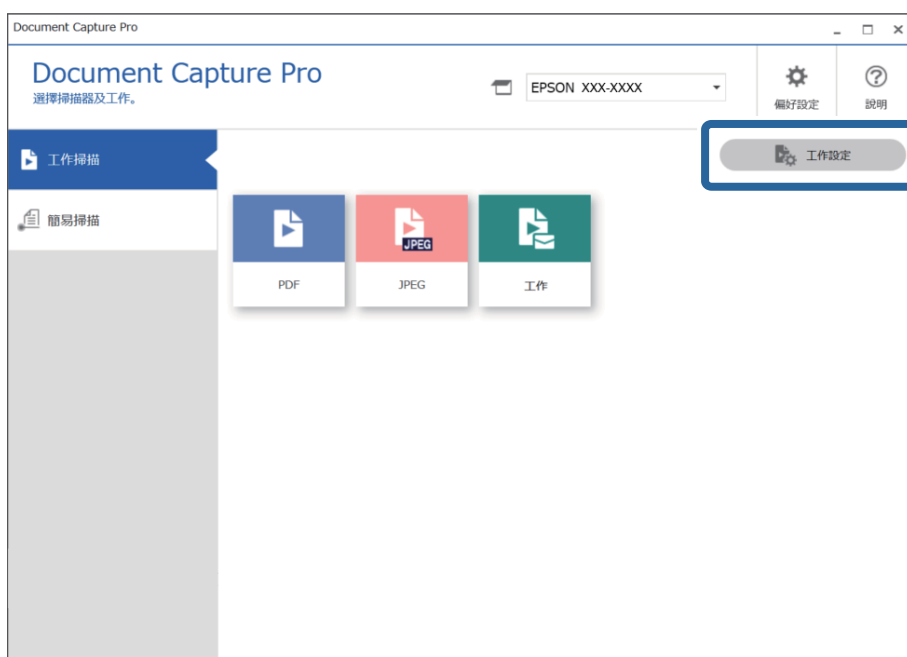 Document Capture Pro
Document Capture Pro
選擇掃描器及工作。
EPSON XXX-XXXX
偏好設定
說明
工作掃描
工作設定
簡易掃描
JPEG
PDF
JPEG
工作